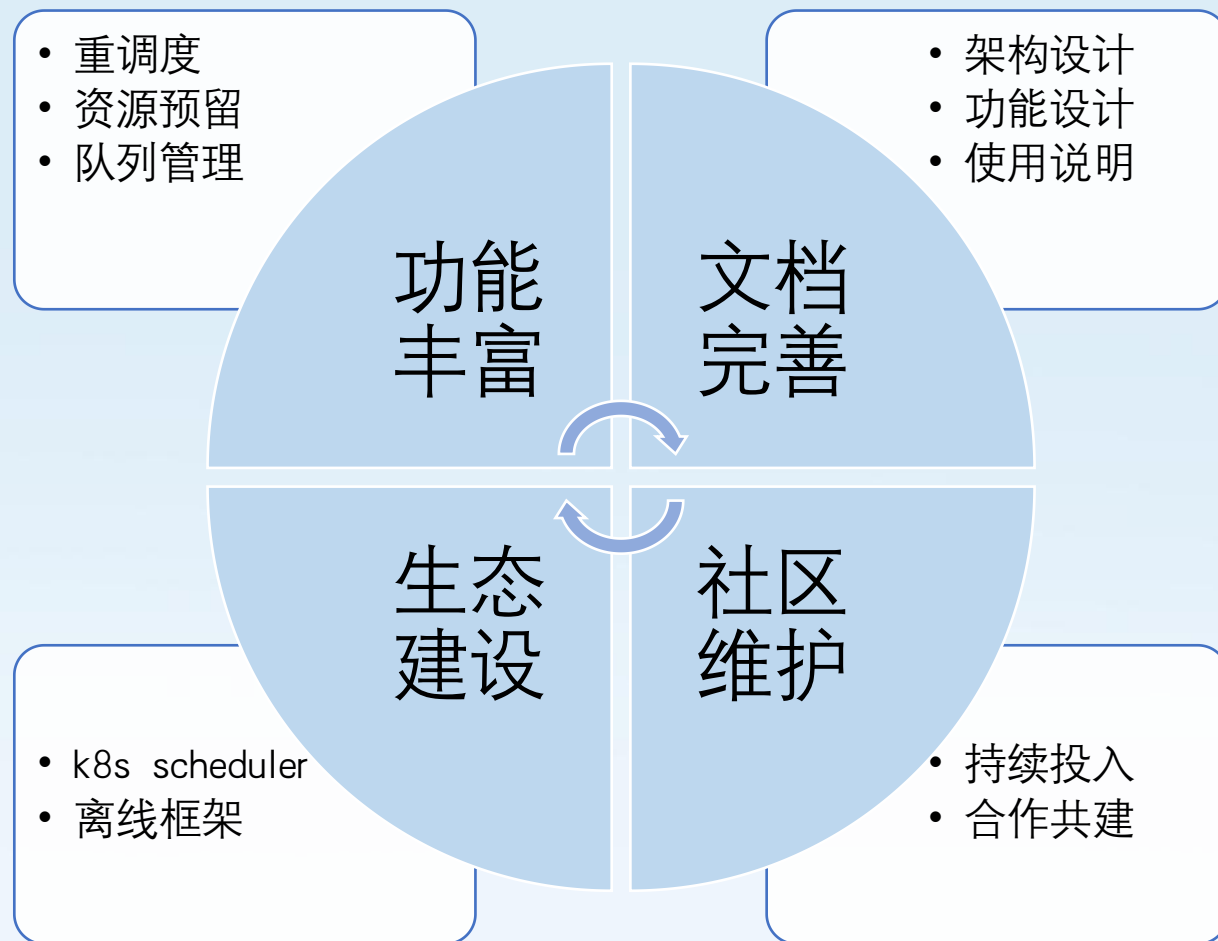 • 重调度
• 资源预留
• 队列管理
• 架构设计
• 功能设计
• 使用说明
功能
丰富
文档
完善
生态
建设
社区
维护
• k8s scheduler
• 离线框架
• 持续投入
• 合作共建